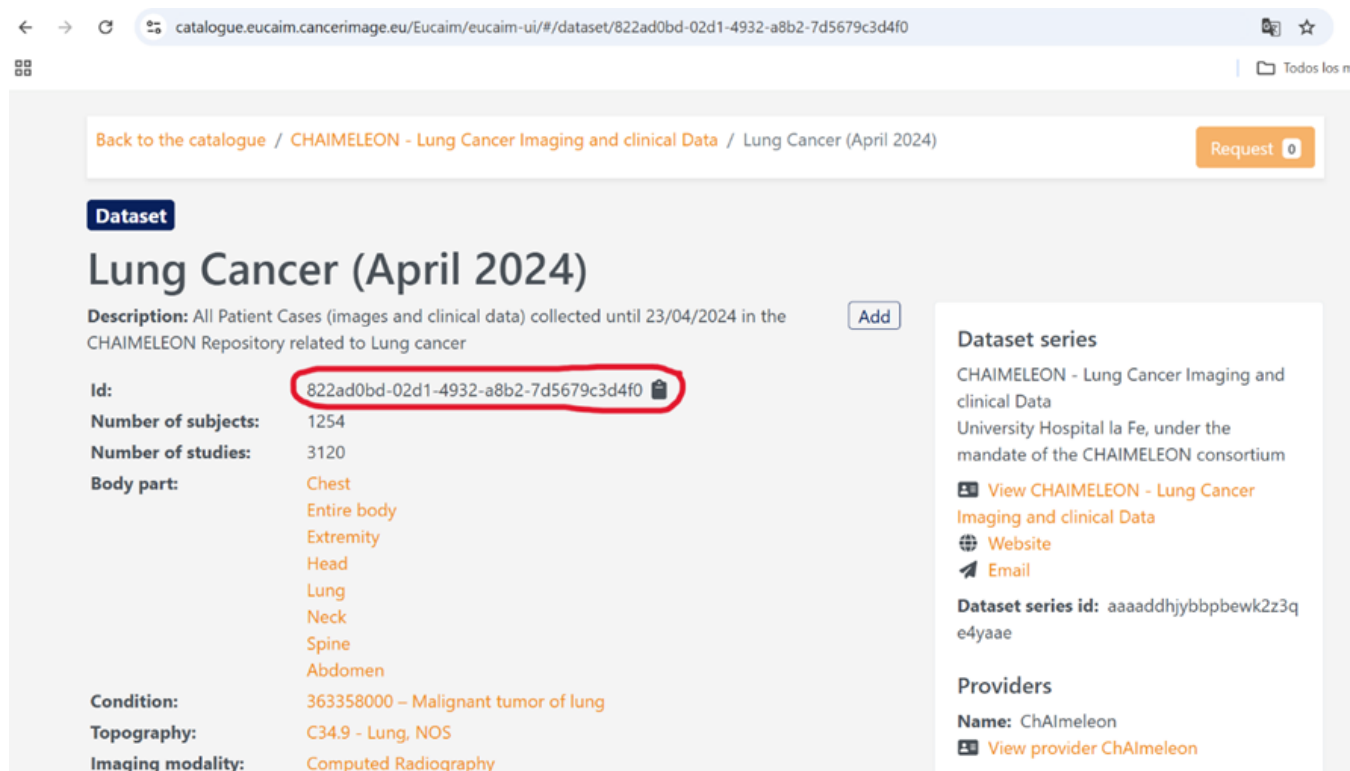 catalogue.eucaim.cancerimage.eu/Eucaim/eucaim-ui/#/dataset/822ad0bd-02d1-4932-a8b2-7d5679c3d4f0
Todos los m
Back to the catalogue / CHAIMELEON - Lung Cancer Imaging and clinical Data / Lung Cancer (April 2024)
Request 0
Dataset
Lung Cancer (April 2024)
Description: All Patient Cases (images and clinical data) collected until 23/04/2024 in the
CHAIMELEON Repository related to Lung cancer
Add
Id: 822ad0bd-02d1-4932-a8b2-7d5679c3d4f0
Number of subjects: 1254
Number of studies: 3120
Body part: Chest
Entire body
Extremity
Head
Lung
Neck
Spine
Abdomen
Condition: 363358000 – Malignant tumor of lung
Topography: C34.9 - Lung, NOS
Imaging modality: Computed Radiography
Dataset series
CHAIMELEON - Lung Cancer Imaging and
clinical Data
University Hospital la Fe, under the
mandate of the CHAIMELEON consortium
View CHAIMELEON - Lung Cancer
Imaging and clinical Data
Website
Email
Dataset series id: aaaaddhjybbpbewk2z3q
e4yaae
Providers
Name: ChAImeleon
View provider ChAImeleon